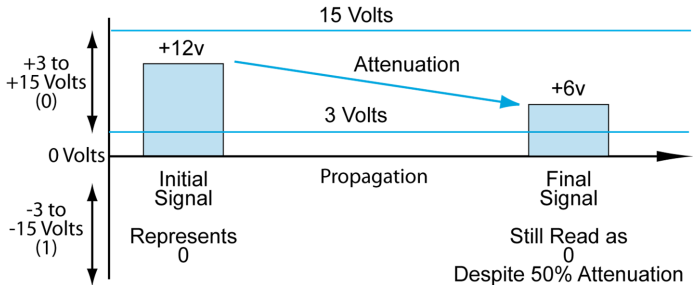 15 Volts
+3 to
+15 Volts
(0)
+12v
Attenuation
+6v
3 Volts
0 Volts
Initial
Signal
Propagation
Final
Signal
-3 to
-15 Volts
(1)
Represents
0
Still Read as
0
Despite 50% Attenuation